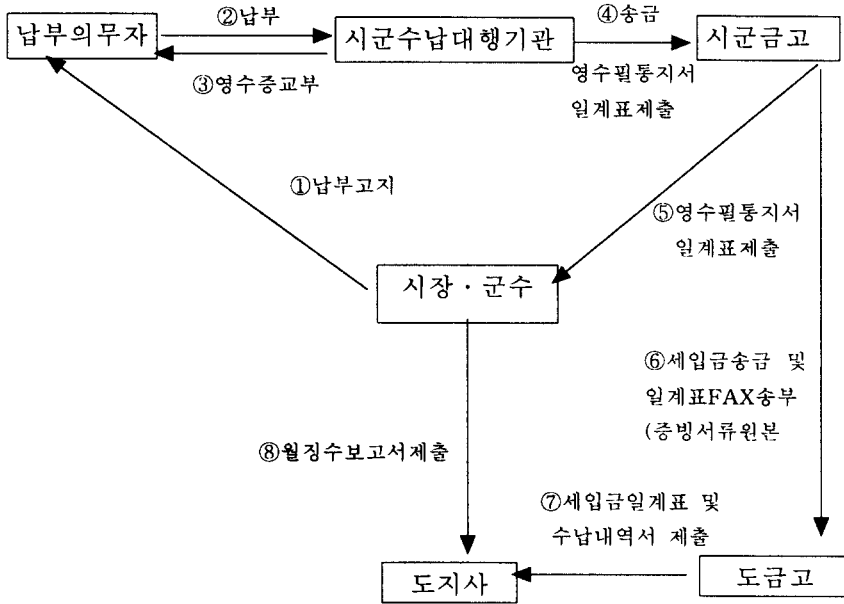 ②납부
④송금
납부의무자
시군수납대행기관
시군금고
③영수증교부
영수필통지서
일계표제출
①납부고지
⑤영수필통지서
일계표제출
시장·군수
⑥세입금송금 및
일계표FAX송부
(증빙서류원본
⑧월징수보고서제출
⑦세입금일계표 및
수납내역서 제출
도지사
도금고